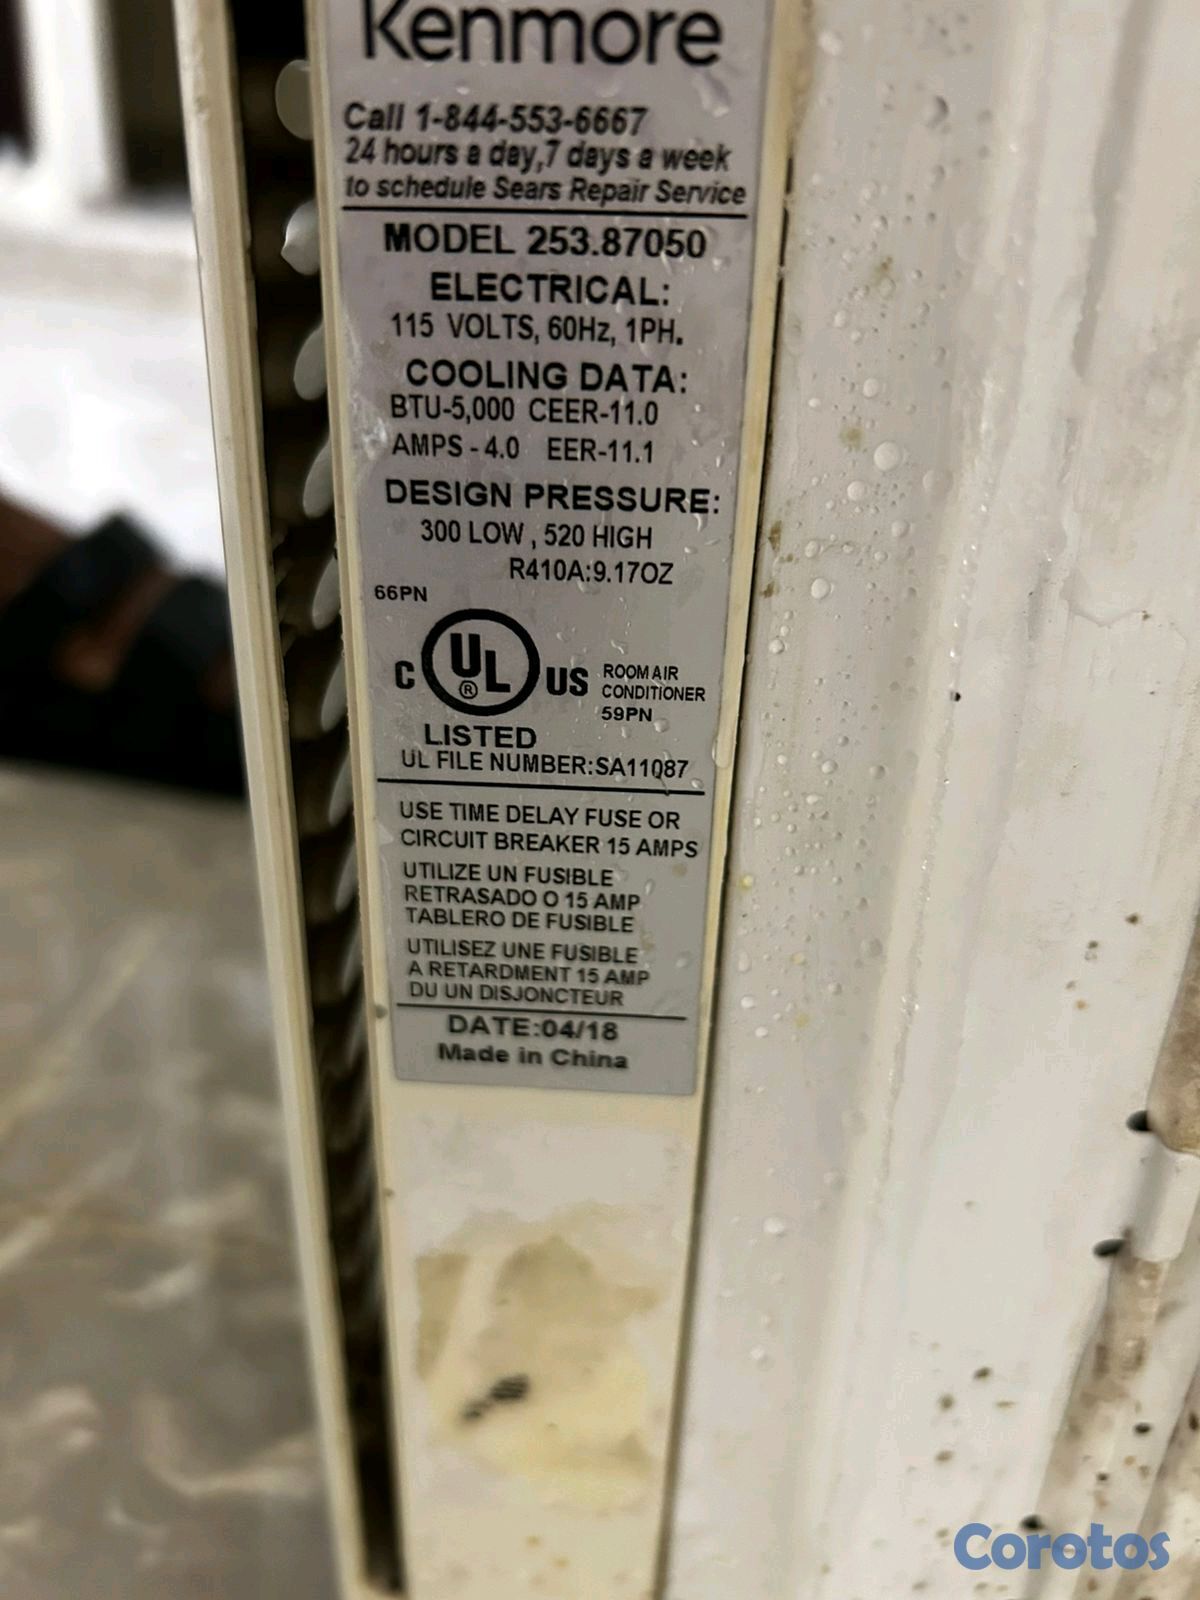 Kenmore
Call 1-844-553-6667
24 hours a day,7 days a week
to schedule Sears Repair Service
MODEL 253.87050
ELECTRICAL:
115 VOLTS, 60Hz, 1PH.
COOLING DATA:
BTU-5,000 CEER-11.0
AMPS - 4.0 EER-11.1
DESIGN PRESSURE:
300 LOW , 520 HIGH
R410A:9.17OZ
66PN
C UL® US
ROOM AIR
CONDITIONER
59PN
LISTED
UL FILE NUMBER:SA11087
USE TIME DELAY FUSE OR
CIRCUIT BREAKER 15 AMPS
UTILIZE UN FUSIBLE
RETRASADO O 15 AMP
TABLERO DE FUSIBLE
UTILISEZ UNE FUSIBLE
A RETARDMENT 15 AMP
DU UN DISJONCTEUR
DATE:04/18
Made in China
Corotos